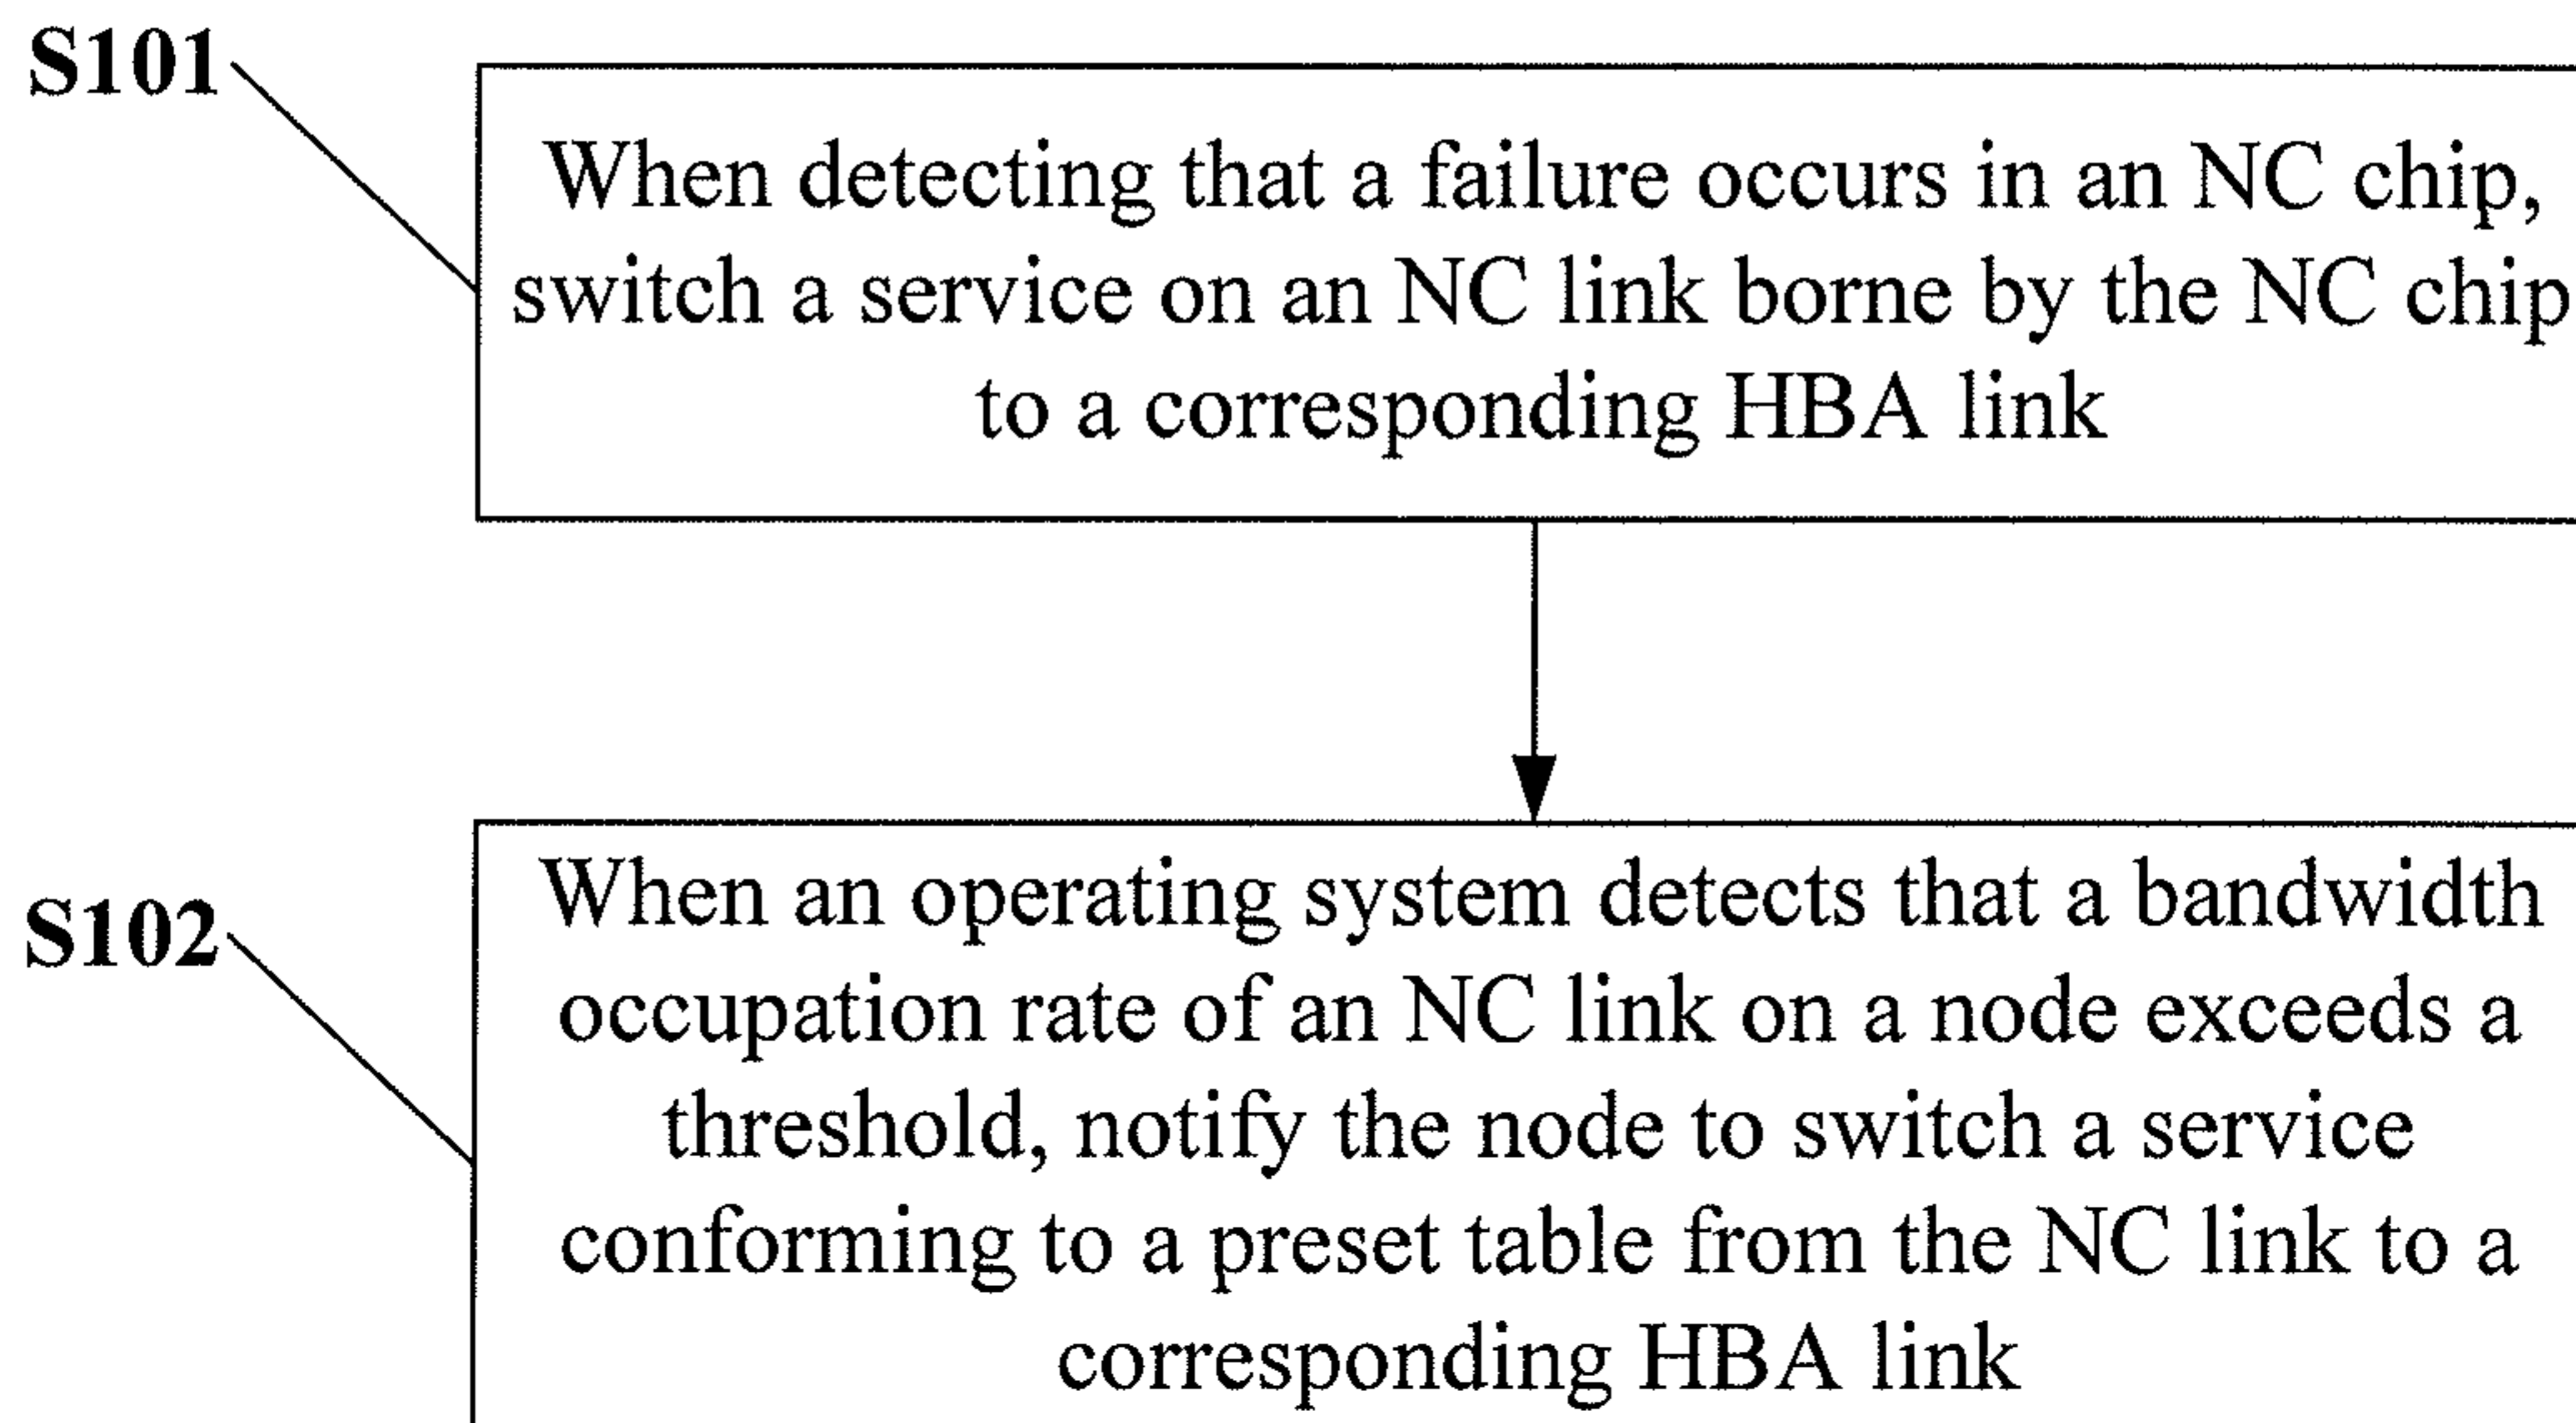 S101
When detecting that a failure occurs in an NC chip,
switch a service on an NC link borne by the NC chip
to a corresponding HBA link
S102
When an operating system detects that a bandwidth
occupation rate of an NC link on a node exceeds a
threshold, notify the node to switch a service
conforming to a preset table from the NC link to a
corresponding HBA link